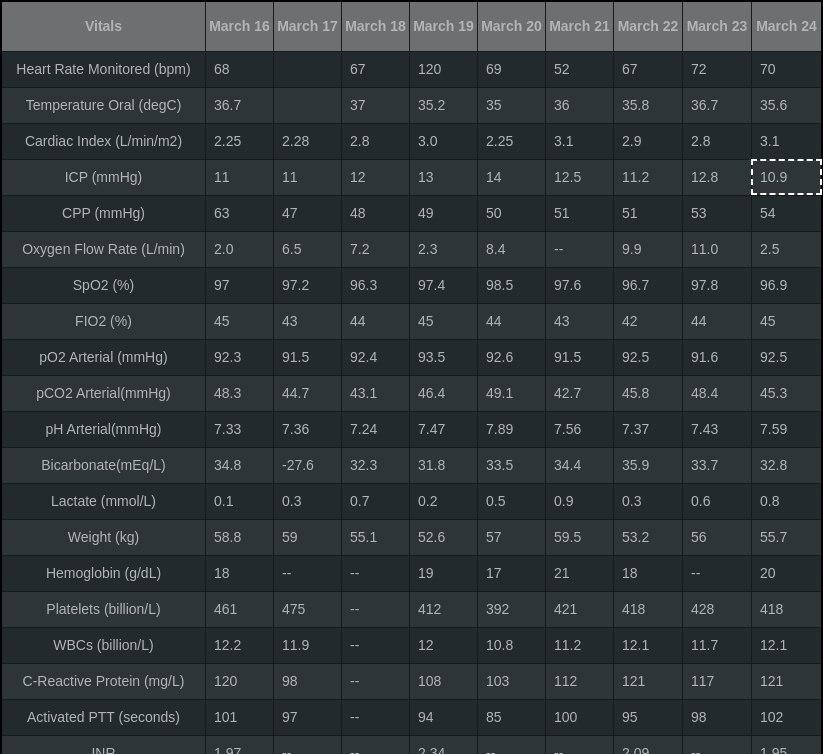 Vitals March 16 March 17 March 18 March 19 March 20 March 21 March 22 March 23 March 24
Heart Rate Monitored (bpm) 68 67 120 69 52 67 72 70
Temperature Oral (degC) 36.7 37 35.2 35 36 35.8 36.7 35.6
Cardiac Index (L/min/m2) 2.25 2.28 2.8 3.0 2.25 3.1 2.9 2.8 3.1
ICP (mmHg) 11 11 12 13 14 12.5 11.2 12.8 10.9
CPP (mmHg) 63 47 48 49 50 51 51 53 54
Oxygen Flow Rate (L/min) 2.0 6.5 7.2 2.3 8.4 -- 9.9 11.0 2.5
SpO2 (%) 97 97.2 96.3 97.4 98.5 97.6 96.7 97.8 96.9
FIO2 (%) 45 43 44 45 44 43 42 44 45
pO2 Arterial (mmHg) 92.3 91.5 92.4 93.5 92.6 91.5 92.5 91.6 92.5
pCO2 Arterial(mmHg) 48.3 44.7 43.1 46.4 49.1 42.7 45.8 48.4 45.3
pH Arterial(mmHg) 7.33 7.36 7.24 7.47 7.89 7.56 7.37 7.43 7.59
Bicarbonate(mEq/L) 34.8 -27.6 32.3 31.8 33.5 34.4 35.9 33.7 32.8
Lactate (mmol/L) 0.1 0.3 0.7 0.2 0.5 0.9 0.3 0.6 0.8
Weight (kg) 58.8 59 55.1 52.6 57 59.5 53.2 56 55.7
Hemoglobin (g/dL) 18 -- -- 19 17 21 18 -- 20
Platelets (billion/L) 461 475 -- 412 392 421 418 428 418
WBCs (billion/L) 12.2 11.9 -- 12 10.8 11.2 12.1 11.7 12.1
C-Reactive Protein (mg/L) 120 98 -- 108 103 112 121 117 121
Activated PTT (seconds) 101 97 -- 94 85 100 95 98 102
INR 1.97 -- -- 2.34 -- -- 2.09 -- 1.95